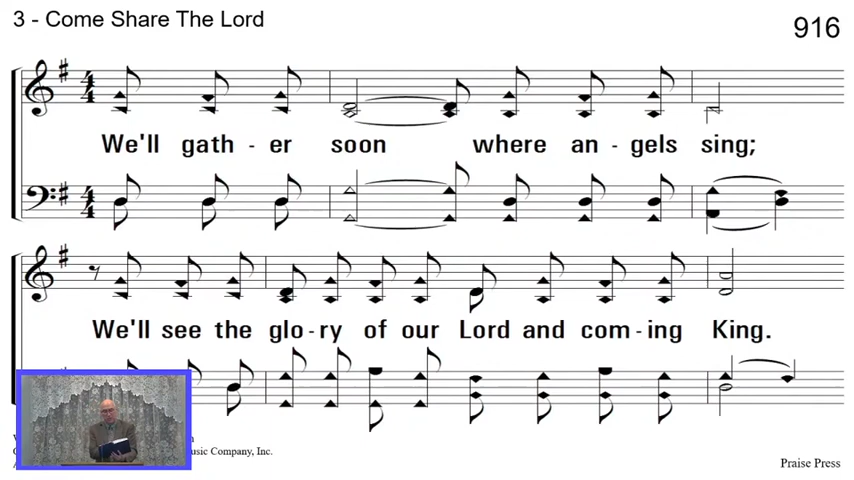 3 - Come Share The Lord
916
We'll gath - er soon where an - gels sing;
We'll see the glo - ry of our Lord and com - ing King.
Music Company, Inc.
Praise Press